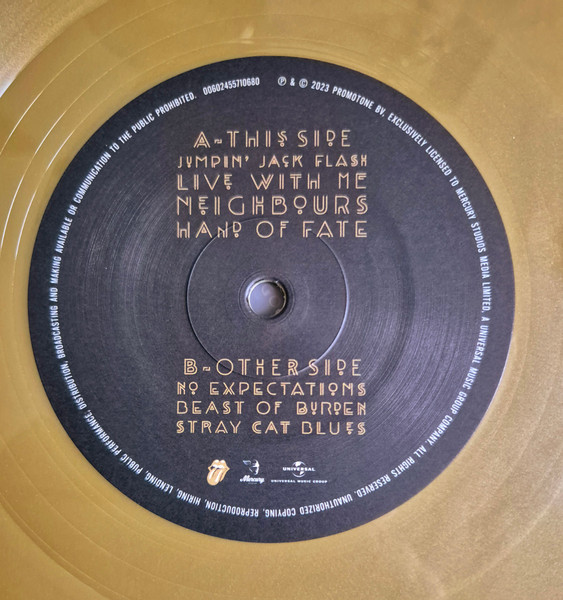 A~THIS SIDE
JUMPIN' JACK FLASH
LIVE WITH ME
NEIGHBOURS
HAND OF FATE
B~OTHER SIDE
NO EXPECTATIONS
BEAST OF BURDEN
STRAY CAT BLUES
Mercury
UNIVERSAL
UNIVERSAL MUSIC GROUP
℗ & © 2023 PROMOTONE BV, EXCLUSIVELY LICENSED TO MERCURY STUDIOS MEDIA LIMITED, A UNIVERSAL MUSIC GROUP COMPANY. ALL RIGHTS RESERVED. UNAUTHORIZED COPYING, REPRODUCTION, HIRING, LENDING, PUBLIC PERFORMANCE, DISTRIBUTION, BROADCASTING AND MAKING AVAILABLE OR COMMUNICATION TO THE PUBLIC PROHIBITED. 00602455710680